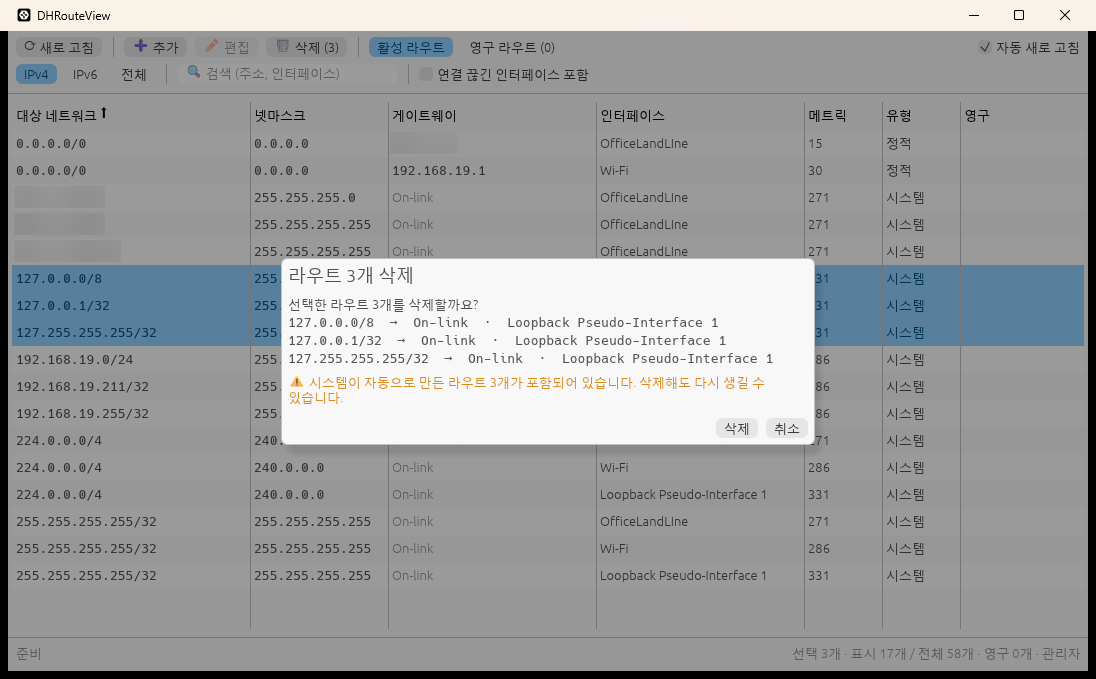 DHRouteView
새로 고침 추가 편집 삭제 (3) 활성 라우트 영구 라우트 (0) 자동 새로 고침
IPv4 IPv6 전체 검색 (주소, 인터페이스) 연결 끊긴 인터페이스 포함
대상 네트워크 넷마스크 게이트웨이 인터페이스 메트릭 유형 영구
0.0.0.0/0 0.0.0.0 OfficeLandLIne 15 정적
0.0.0.0/0 0.0.0.0 192.168.19.1 Wi-Fi 30 정적
255.255.255.0 On-link OfficeLandLIne 271 시스템
255.255.255.255 On-link OfficeLandLIne 271 시스템
255.255.255.255 On-link OfficeLandLIne 271 시스템
127.0.0.0/8 255. 31 시스템
127.0.0.1/32 255. 31 시스템
127.255.255.255/32 255. 31 시스템
192.168.19.0/24 255. 86 시스템
192.168.19.211/32 255. 86 시스템
192.168.19.255/32 255. 86 시스템
224.0.0.0/4 240. 71 시스템
224.0.0.0/4 240.0.0.0 On-link Wi-Fi 286 시스템
224.0.0.0/4 240.0.0.0 On-link Loopback Pseudo-Interface 1 331 시스템
255.255.255.255/32 255.255.255.255 On-link OfficeLandLIne 271 시스템
255.255.255.255/32 255.255.255.255 On-link Wi-Fi 286 시스템
255.255.255.255/32 255.255.255.255 On-link Loopback Pseudo-Interface 1 331 시스템
라우트 3개 삭제
선택한 라우트 3개를 삭제할까요?
127.0.0.0/8 → On-link · Loopback Pseudo-Interface 1
127.0.0.1/32 → On-link · Loopback Pseudo-Interface 1
127.255.255.255/32 → On-link · Loopback Pseudo-Interface 1
⚠ 시스템이 자동으로 만든 라우트 3개가 포함되어 있습니다. 삭제해도 다시 생길 수
있습니다.
삭제 취소
준비 선택 3개 · 표시 17개 / 전체 58개 · 영구 0개 · 관리자